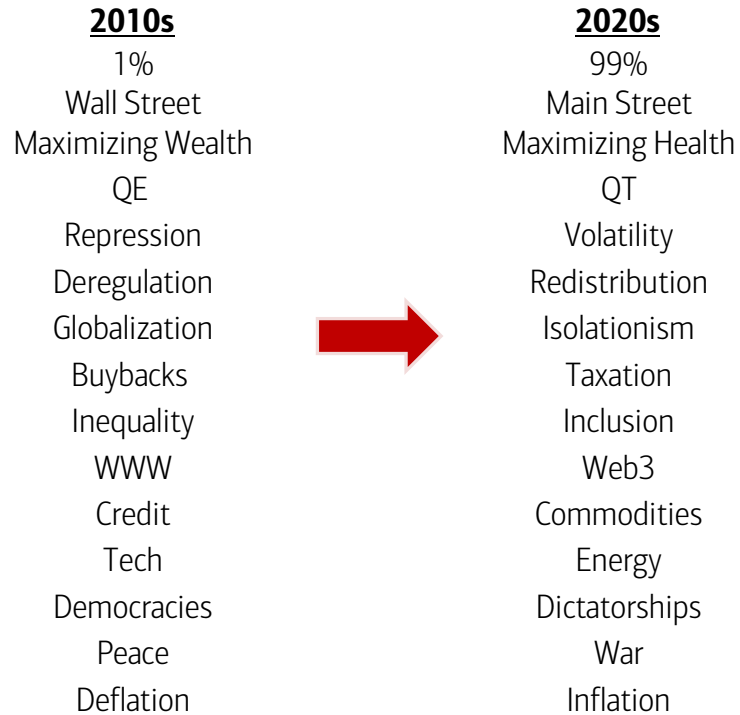 2010s 2020s
1% 99%
Wall Street Main Street
Maximizing Wealth Maximizing Health
QE QT
Repression Volatility
Deregulation Redistribution
Globalization Isolationism
Buybacks Taxation
Inequality Inclusion
WWW Web3
Credit Commodities
Tech Energy
Democracies Dictatorships
Peace War
Deflation Inflation